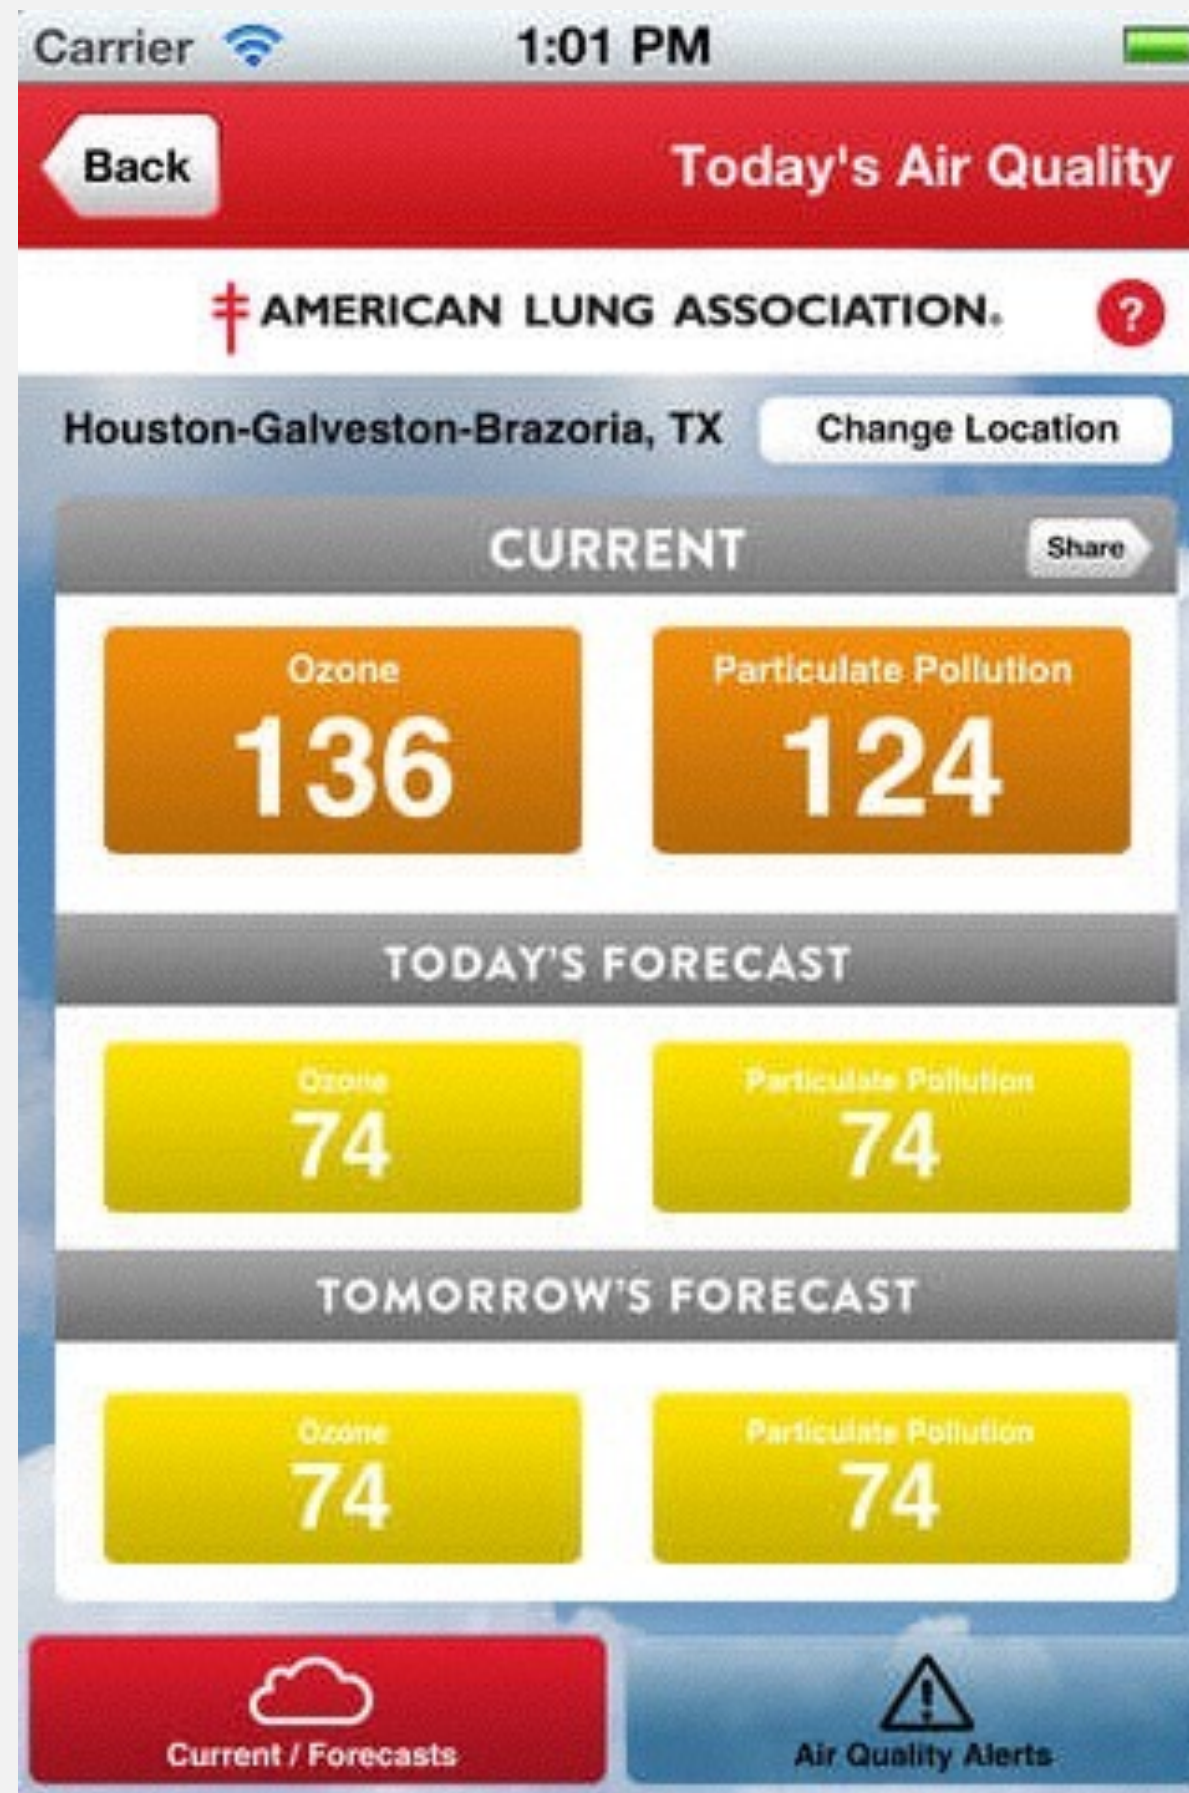 Carrier 1:01 PM
Back Today's Air Quality
AMERICAN LUNG ASSOCIATION® ?
Houston-Galveston-Brazoria, TX Change Location
CURRENT Share
Ozone Particulate Pollution
136 124
TODAY'S FORECAST
Ozone Particulate Pollution
74 74
TOMORROW'S FORECAST
Ozone Particulate Pollution
74 74
Current / Forecasts Air Quality Alerts